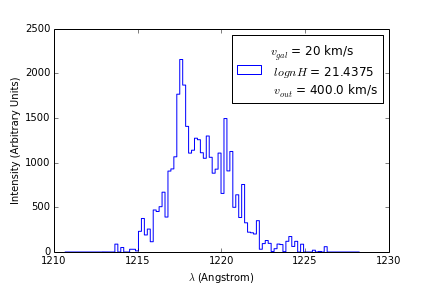 2500
2000
1500
1000
500
0
Intensity (Arbitrary Units)
v_gal = 20 km/s
lognH = 21.4375
v_out = 400.0 km/s
1210 1215 1220 1225 1230
λ (Angstrom)